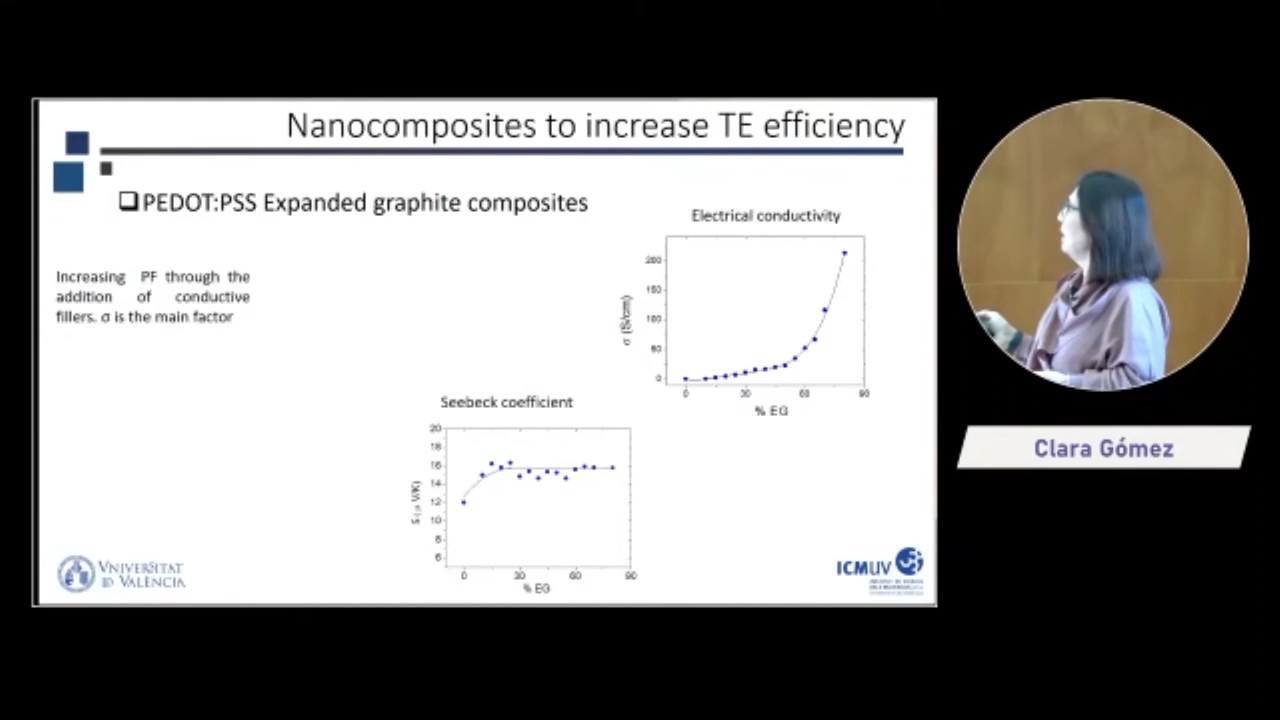 Nanocomposites to increase TE efficiency
❑PEDOT:PSS Expanded graphite composites
Increasing PF through the
addition of conductive
fillers. σ is the main factor
Electrical conductivity
200
150
100
50
0
σ (S/cm)
0 30 60 90
% EG
Seebeck coefficient
20
18
16
14
12
10
8
6
S (μ V/K)
0 30 60 90
% EG
VNIVERSITAT
ID VALÈNCIA
ICMUV
Clara Gómez